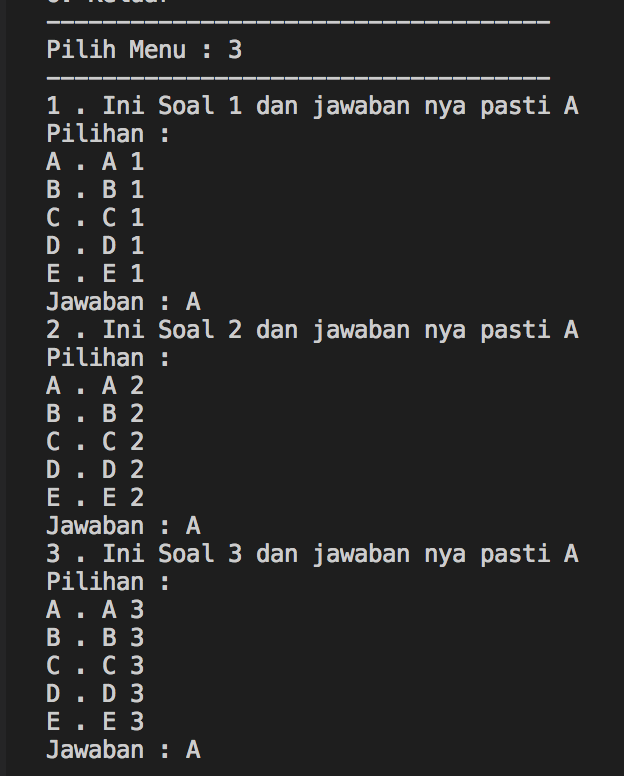 ---------------------------------
Pilih Menu : 3
---------------------------------
1 . Ini Soal 1 dan jawaban nya pasti A
Pilihan :
A . A 1
B . B 1
C . C 1
D . D 1
E . E 1
Jawaban : A
2 . Ini Soal 2 dan jawaban nya pasti A
Pilihan :
A . A 2
B . B 2
C . C 2
D . D 2
E . E 2
Jawaban : A
3 . Ini Soal 3 dan jawaban nya pasti A
Pilihan :
A . A 3
B . B 3
C . C 3
D . D 3
E . E 3
Jawaban : A